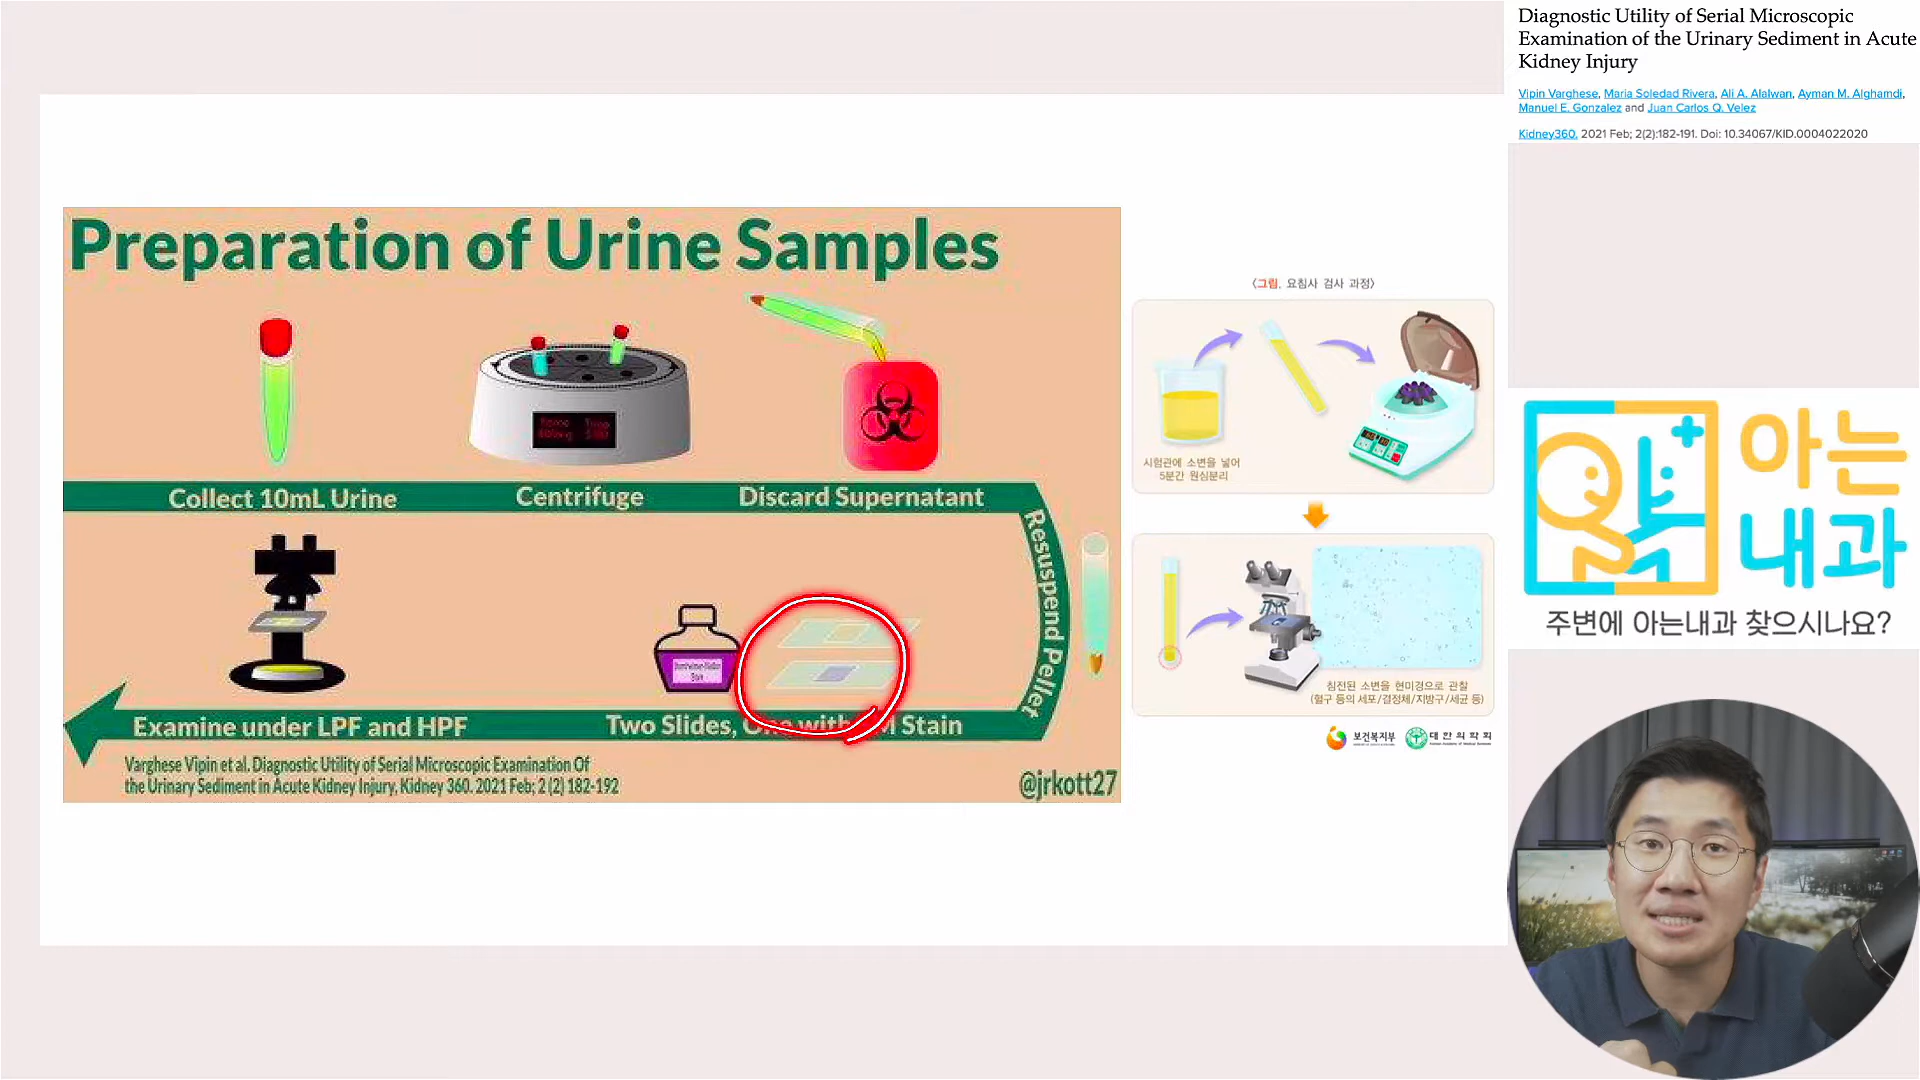 Diagnostic Utility of Serial Microscopic
Examination of the Urinary Sediment in Acute
Kidney Injury
Vipin Varghese, Maria Soledad Rivera, Ali A. Alalwan, Ayman M. Alghamdi,
Manuel E. Gonzalez and Juan Carlos Q. Velez
Kidney360. 2021 Feb; 2(2):182-191. Doi: 10.34067/KID.0004022020
Preparation of Urine Samples
Collect 10mL Urine
Centrifuge
Discard Supernatant
Resuspend Pellet
Two Slides, One with Stain
Examine under LPF and HPF
Varghese Vipin et al. Diagnostic Utility of Serial Microscopic Examination Of
the Urinary Sediment in Acute Kidney Injury, Kidney 360. 2021 Feb; 2 (2) 182-192
@jrkott27
〈그림. 요침사 검사 과정〉
시험관에 소변을 넣어
5분간 원심분리
침전된 소변을 현미경으로 관찰
(혈구 등의 세포/결정체/지방구/세균 등)
보건복지부
대한의학회
아는
내과
주변에 아는내과 찾으시나요?